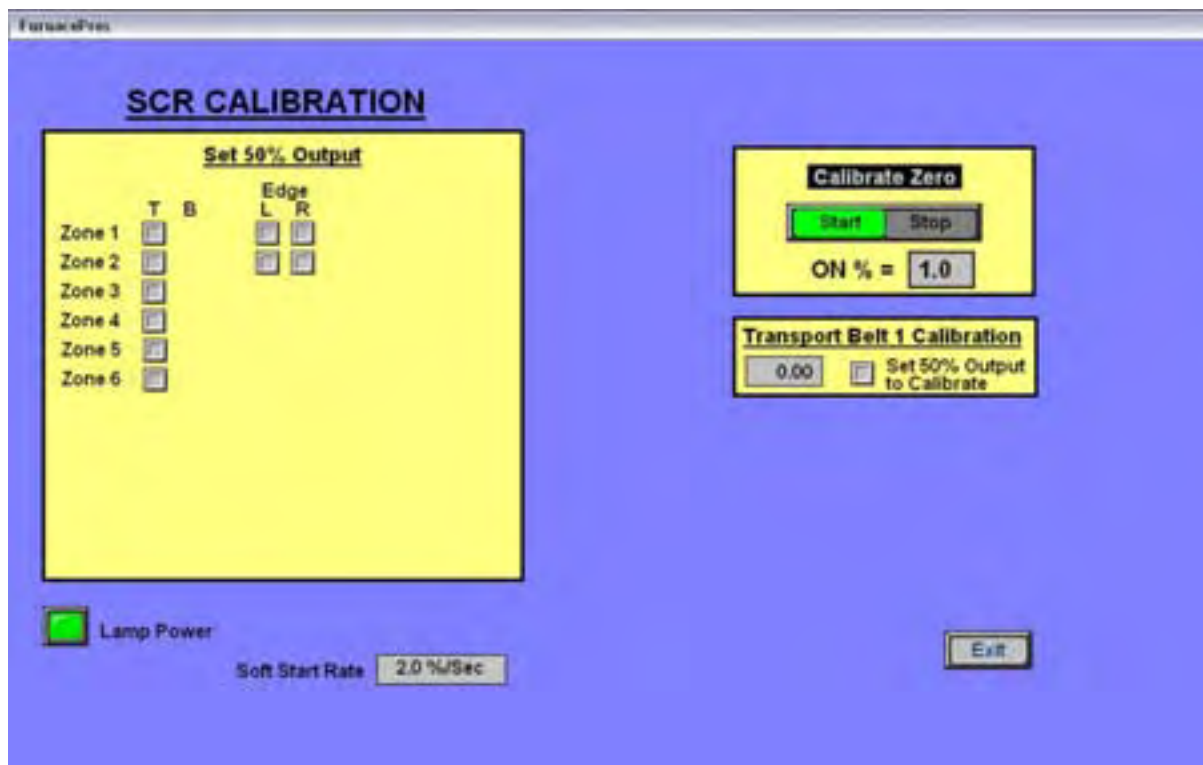 FurnacePros
SCR CALIBRATION
Set 50% Output
Edge
T B L R
Zone 1
Zone 2
Zone 3
Zone 4
Zone 5
Zone 6
Lamp Power
Soft Start Rate 2.0 %/Sec
Calibrate Zero
Start Stop
ON % = 1.0
Transport Belt 1 Calibration
0.00 Set 50% Output
to Calibrate
Exit